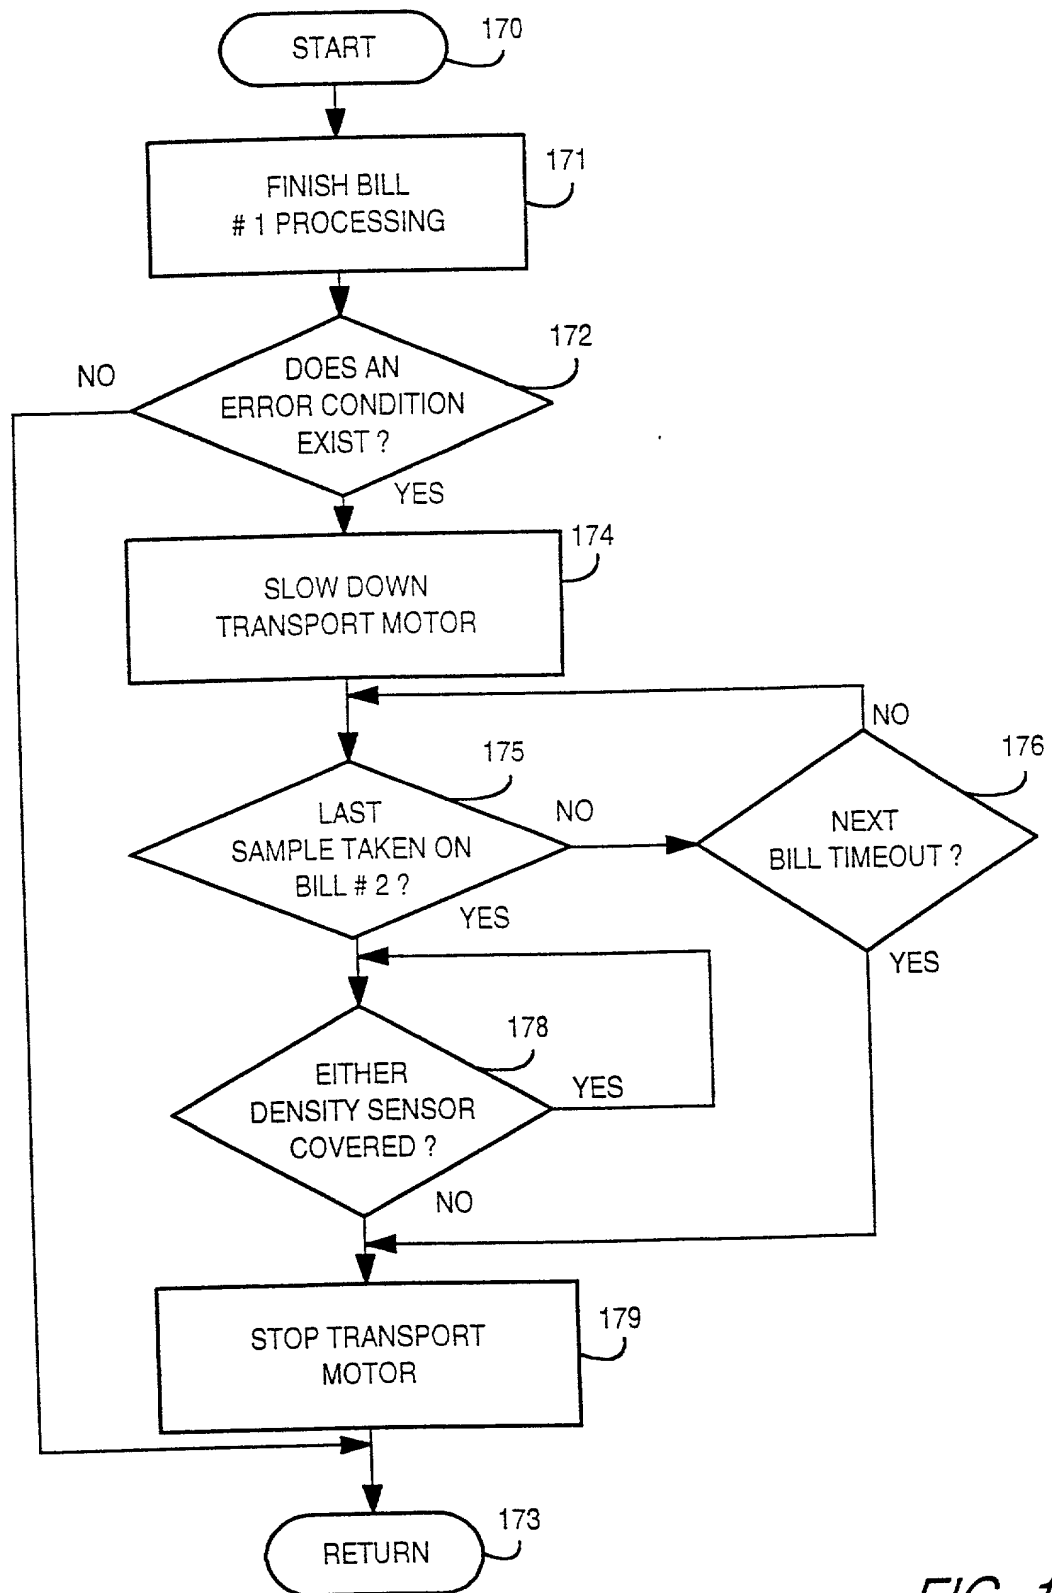 START
170
171
FINISH BILL
# 1 PROCESSING
172
NO
DOES AN
ERROR CONDITION
EXIST ?
YES
174
SLOW DOWN
TRANSPORT MOTOR
NO
175
176
NO
LAST
SAMPLE TAKEN ON
BILL # 2 ?
NEXT
BILL TIMEOUT ?
YES
YES
178
EITHER
DENSITY SENSOR
COVERED ?
YES
NO
179
STOP TRANSPORT
MOTOR
173
RETURN
FIG.